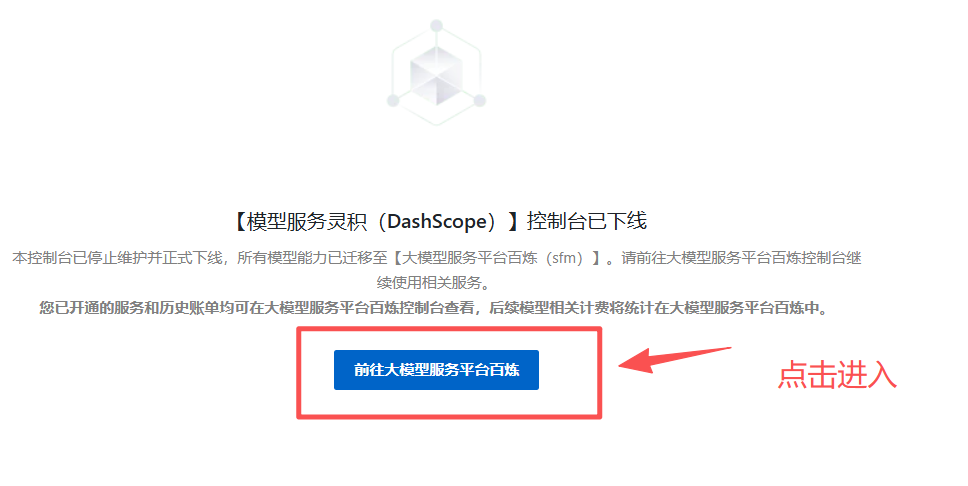 【模型服务灵积（DashScope）】控制台已下线
本控制台已停止维护并正式下线，所有模型能力已迁移至【大模型服务平台百炼（sfm）】。请前往大模型服务平台百炼控制台继
续使用相关服务。
您已开通的服务和历史账单均可在大模型服务平台百炼控制台查看，后续模型相关计费将统计在大模型服务平台百炼中。
前往大模型服务平台百炼
点击进入